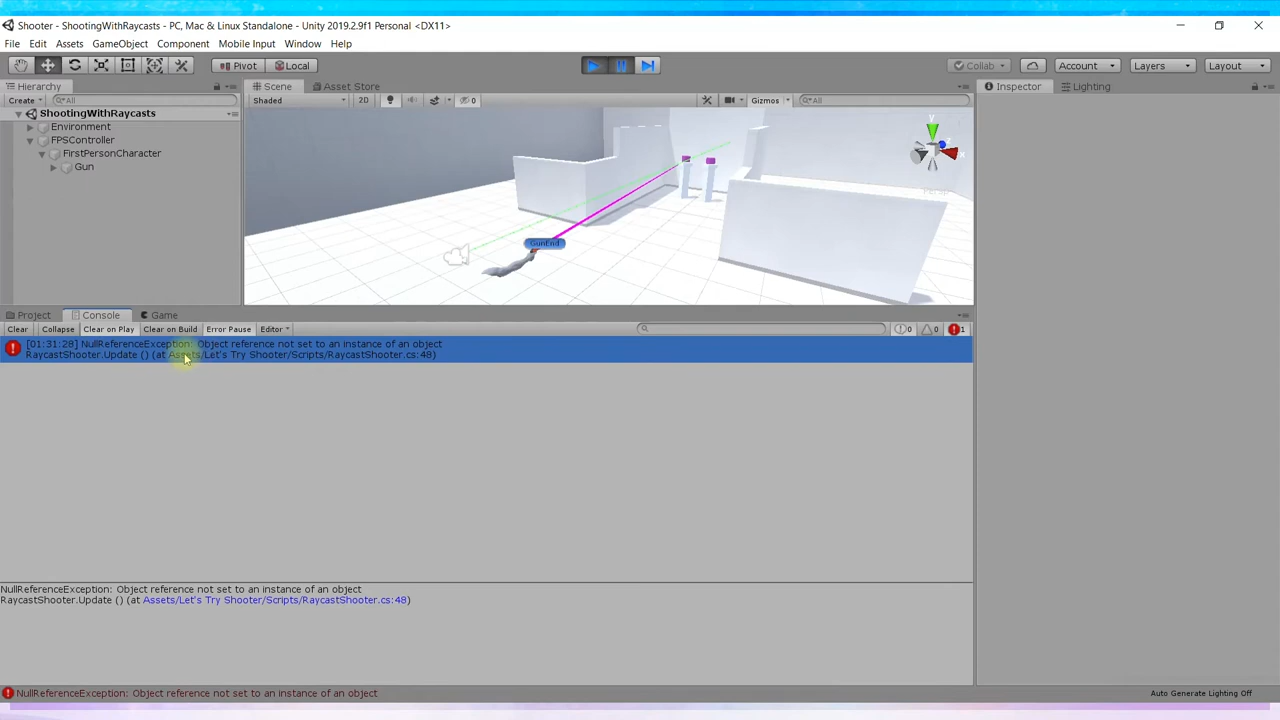 Shooter - ShootingWithRaycasts - PC, Mac & Linux Standalone - Unity 2019.2.9f1 Personal <DX11>
File Edit Assets GameObject Component Mobile Input Window Help
Pivot Local Collab Account Layers Layout
Hierarchy Scene Asset Store Inspector Lighting
Create All Shaded 2D 0 Gizmos All
ShootingWithRaycasts
Environment
FPSController
FirstPersonCharacter
Gun
y
x
Persp
GunEnd
Project Console Game
Clear Collapse Clear on Play Clear on Build Error Pause Editor 0 0 1
[01:31:28] NullReferenceException: Object reference not set to an instance of an object
RaycastShooter.Update () (at Assets/Let's Try Shooter/Scripts/RaycastShooter.cs:48)
NullReferenceException: Object reference not set to an instance of an object
RaycastShooter.Update () (at Assets/Let's Try Shooter/Scripts/RaycastShooter.cs:48)
NullReferenceException: Object reference not set to an instance of an object
Auto Generate Lighting Off